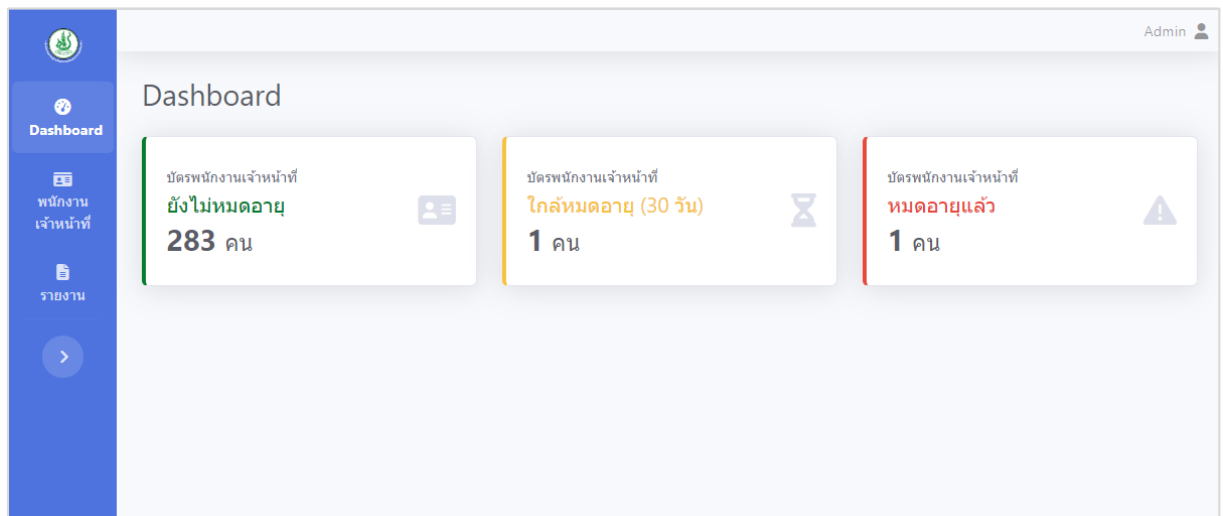 Admin
Dashboard
พนักงาน
เจ้าหน้าที่
รายงาน
Dashboard
บัตรพนักงานเจ้าหน้าที่
ยังไม่หมดอายุ
283 คน
บัตรพนักงานเจ้าหน้าที่
ใกล้หมดอายุ (30 วัน)
1 คน
บัตรพนักงานเจ้าหน้าที่
หมดอายุแล้ว
1 คน